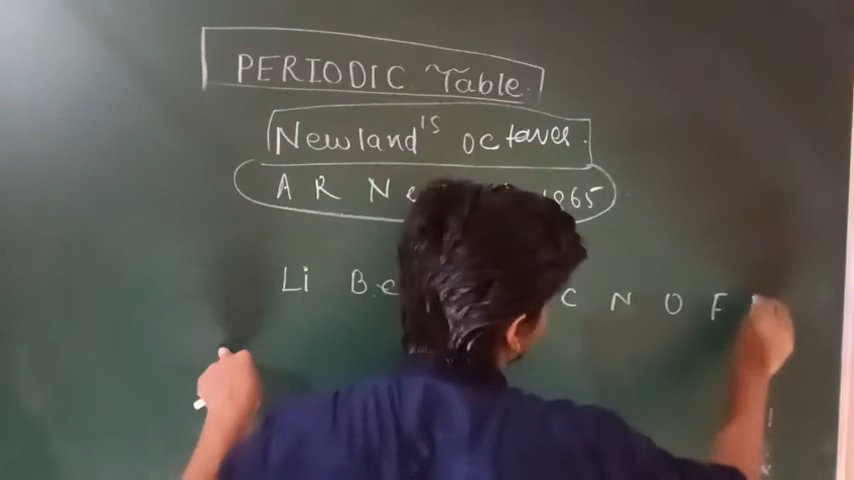 PERIODIC Table.
Newland's octaves.
A R Ne 1865
Li Be C N O F